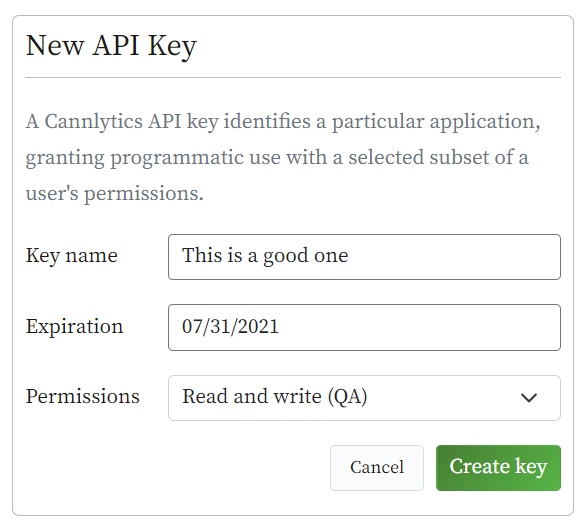 New API Key
A Cannlytics API key identifies a particular application,
granting programmatic use with a selected subset of a
user's permissions.
Key name This is a good one
Expiration 07/31/2021
Permissions Read and write (QA)
Cancel Create key